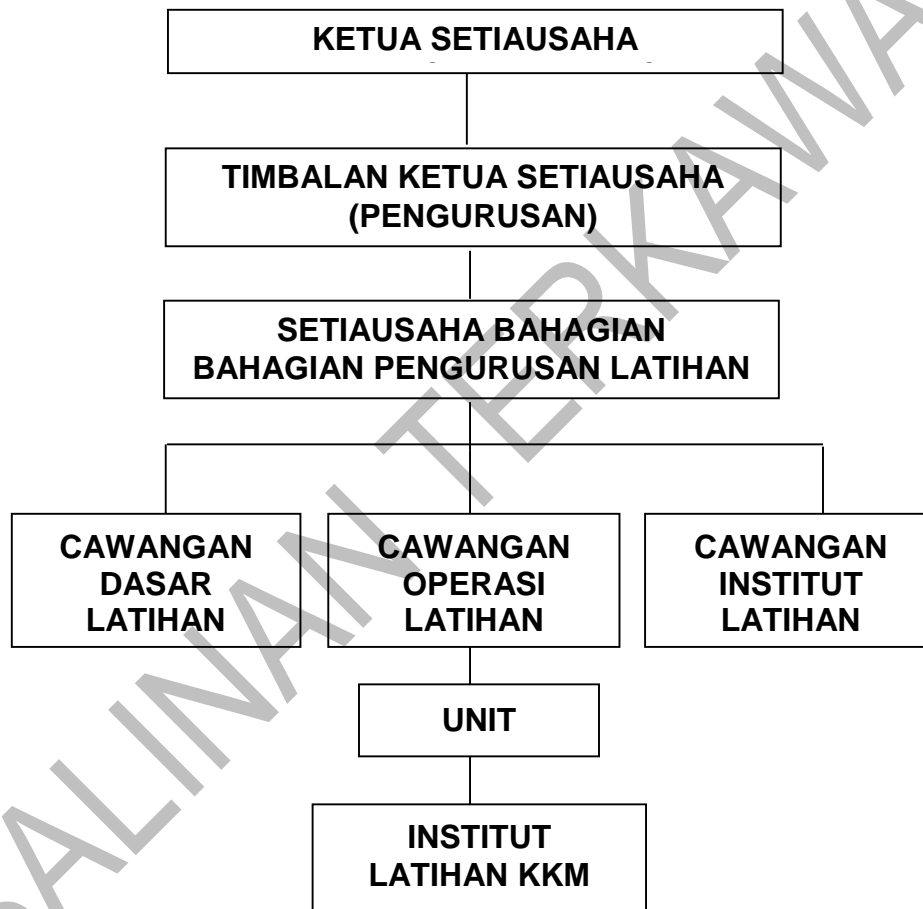 KETUA SETIAUSAHA
TIMBALAN KETUA SETIAUSAHA
(PENGURUSAN)
SETIAUSAHA BAHAGIAN
BAHAGIAN PENGURUSAN LATIHAN
CAWANGAN
DASAR
LATIHAN
CAWANGAN
OPERASI
LATIHAN
CAWANGAN
INSTITUT
LATIHAN
UNIT
INSTITUT
LATIHAN KKM
SALINAN TERKAWA